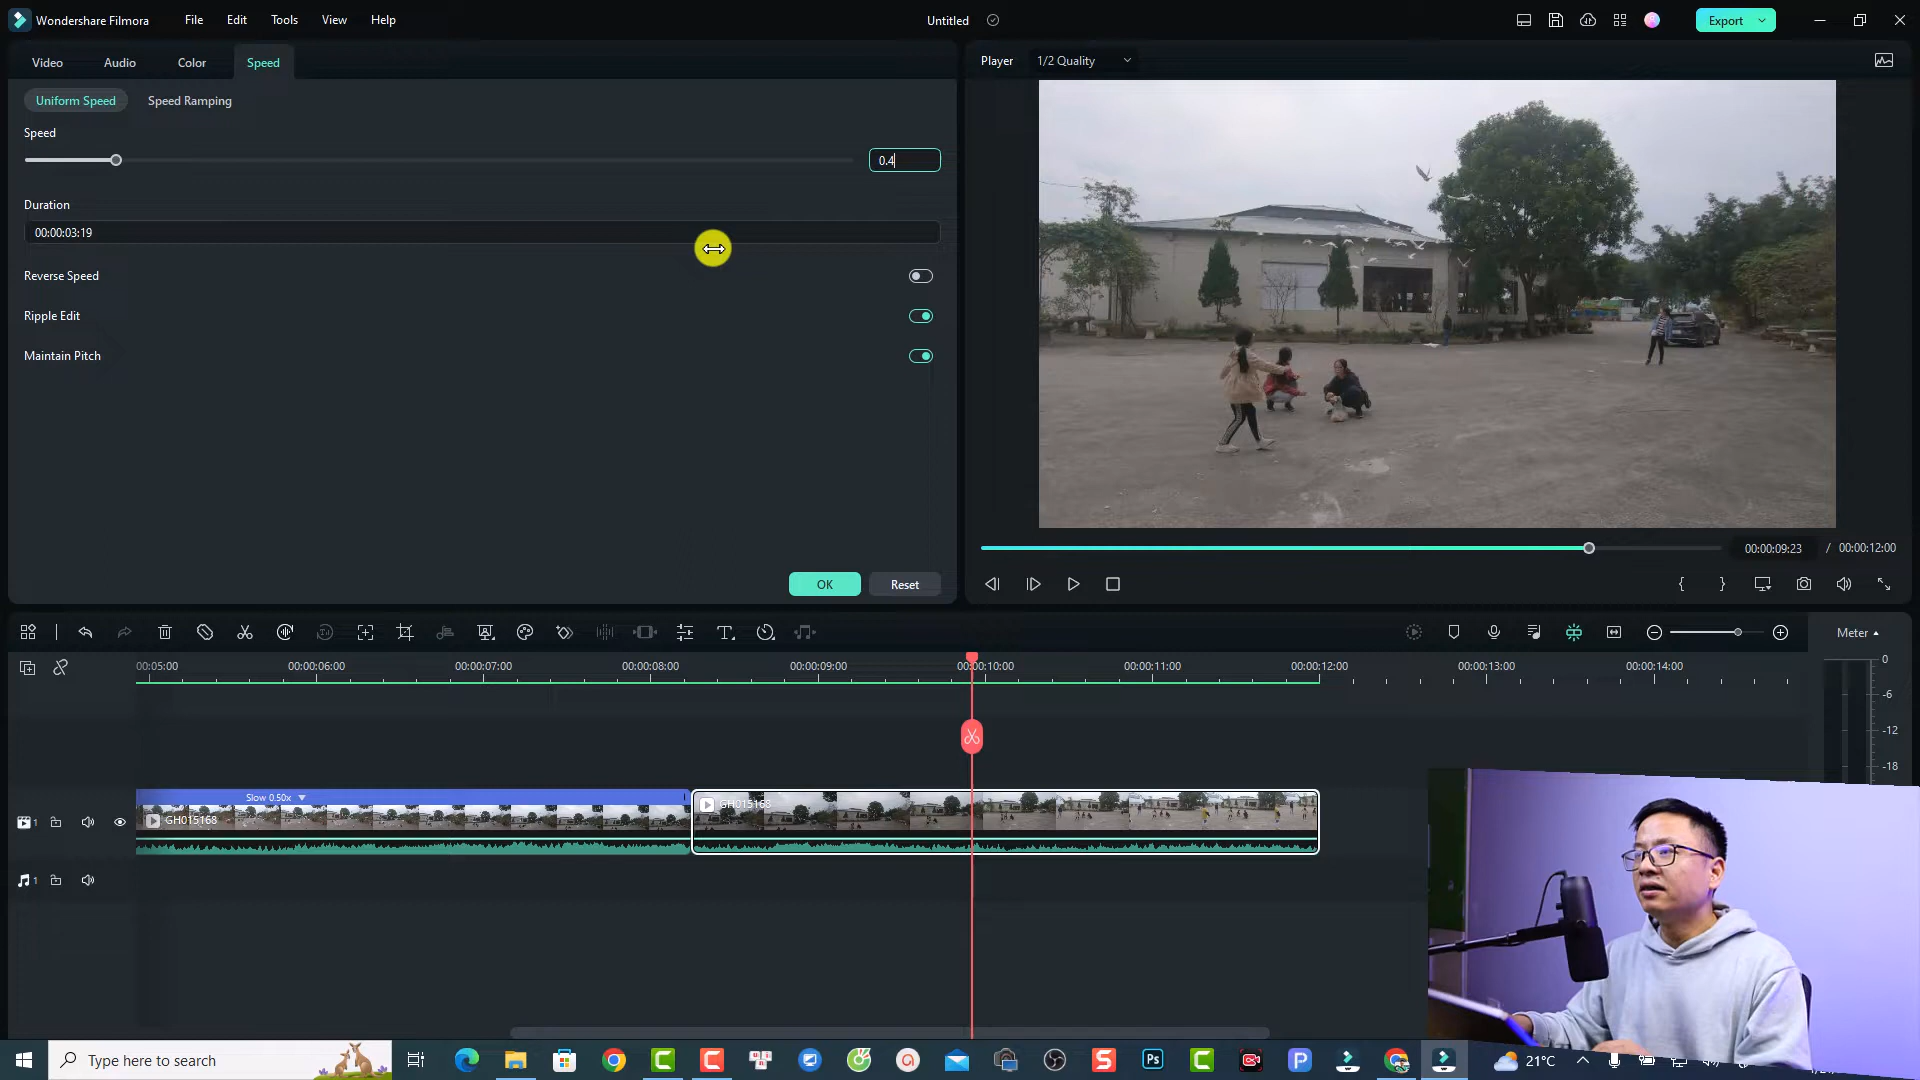 Wondershare Filmora File Edit Tools View Help Untitled Export
Video Audio Color Speed
Uniform Speed Speed Ramping
Speed
0.4
Duration
00:00:03:19
Reverse Speed
Ripple Edit
Maintain Pitch
OK Reset
Player 1/2 Quality
00:00:09:23 / 00:00:12:00
Meter
00:05:00 00:00:06:00 00:00:07:00 00:00:08:00 00:00:09:00 00:00:10:00 00:00:11:00 00:00:12:00 00:00:13:00 00:00:14:00
0
-6
-12
-18
Slow 0.50x
GH015168
GH015168
1
1
Type here to search
Ps
21°C